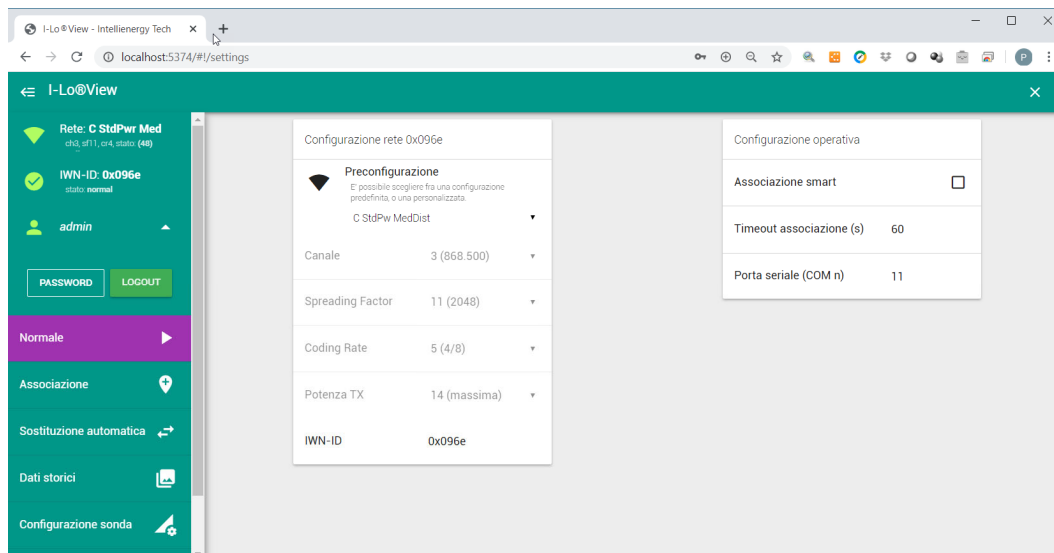 I-Lo®View - Intellienergy Tech
localhost:5374/#!/settings
P
I-Lo®View
Rete: C StdPwr Med
ch3, sf11, cr4, stato: (48)
IWN-ID: 0x096e
stato: normal
admin
PASSWORD
LOGOUT
Normale
Associazione
Sostituzione automatica
Dati storici
Configurazione sonda
Configurazione rete 0x096e
Preconfigurazione
E' possibile scegliere fra una configurazione
predefinita, o una personalizzata.
C StdPw MedDist
Canale 3 (868.500)
Spreading Factor 11 (2048)
Coding Rate 5 (4/8)
Potenza TX 14 (massima)
IWN-ID 0x096e
Configurazione operativa
Associazione smart
Timeout associazione (s) 60
Porta seriale (COM n) 11